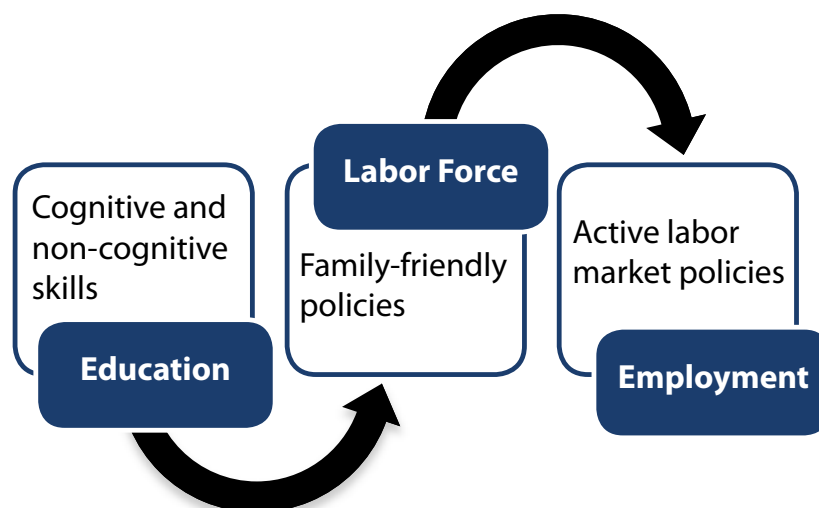 Cognitive and
non-cognitive
skills
Education
Labor Force
Family-friendly
policies
Active labor
market policies
Employment